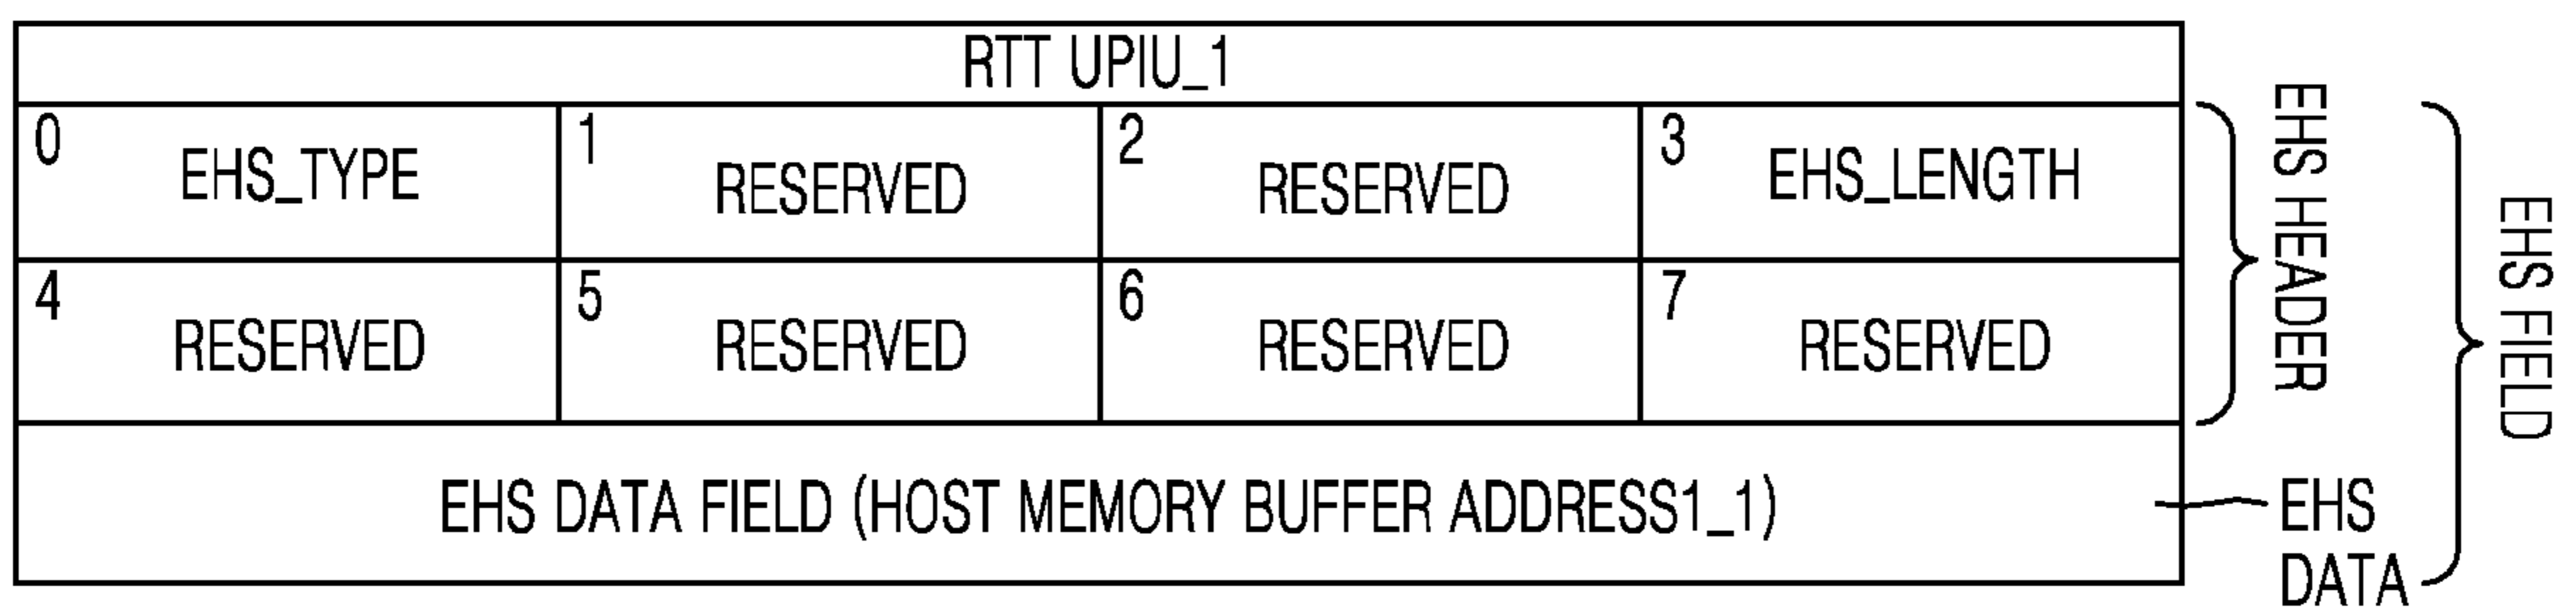 RTT UPIU_1
0 EHS_TYPE 1 RESERVED 2 RESERVED 3 EHS_LENGTH
4 RESERVED 5 RESERVED 6 RESERVED 7 RESERVED
EHS DATA FIELD (HOST MEMORY BUFFER ADDRESS1_1)
EHS HEADER
EHS DATA
EHS FIELD